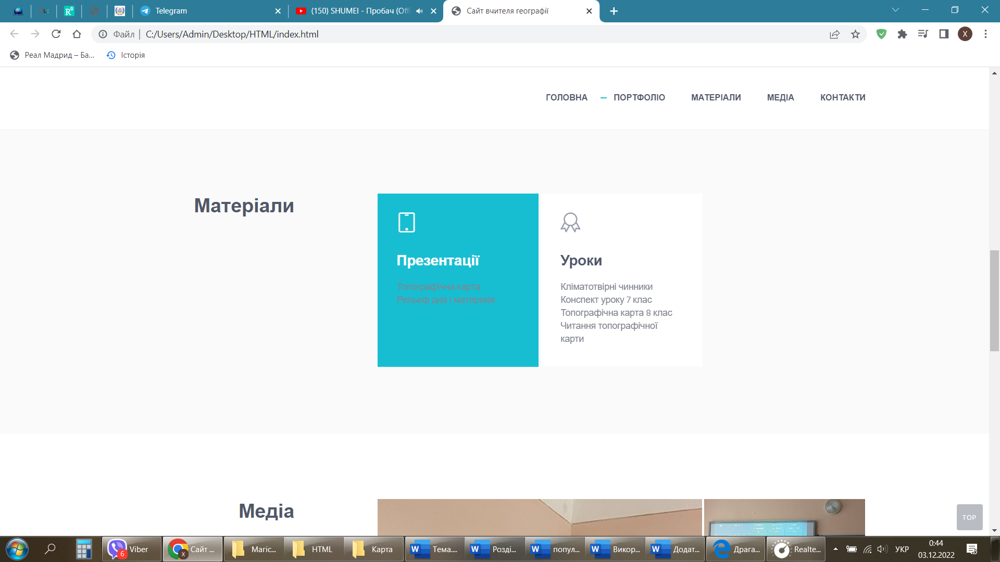 Telegram
(150) SHUMEI - Пробач (Offi
Сайт вчителя географії
Файл
C:/Users/Admin/Desktop/HTML/index.html
X
Реал Мадрид – Ба...
Історія
ГОЛОВНА
ПОРТФОЛІО
МАТЕРІАЛИ
МЕДІА
КОНТАКТИ
Матеріали
Презентації
Топографічна карта
Рельєф дна і материків
Уроки
Кліматотвірні чинники
Конспект уроку 7 клас
Топографічна карта 8 клас
Читання топографічної
карти
Медіа
TOP
6
Viber
x
Сайт ...
Магіс...
HTML
Карта
Тема....
Розді...
попул...
Викор...
Додат...
Драга...
Realte...
УКР
0:44
03.12.2022